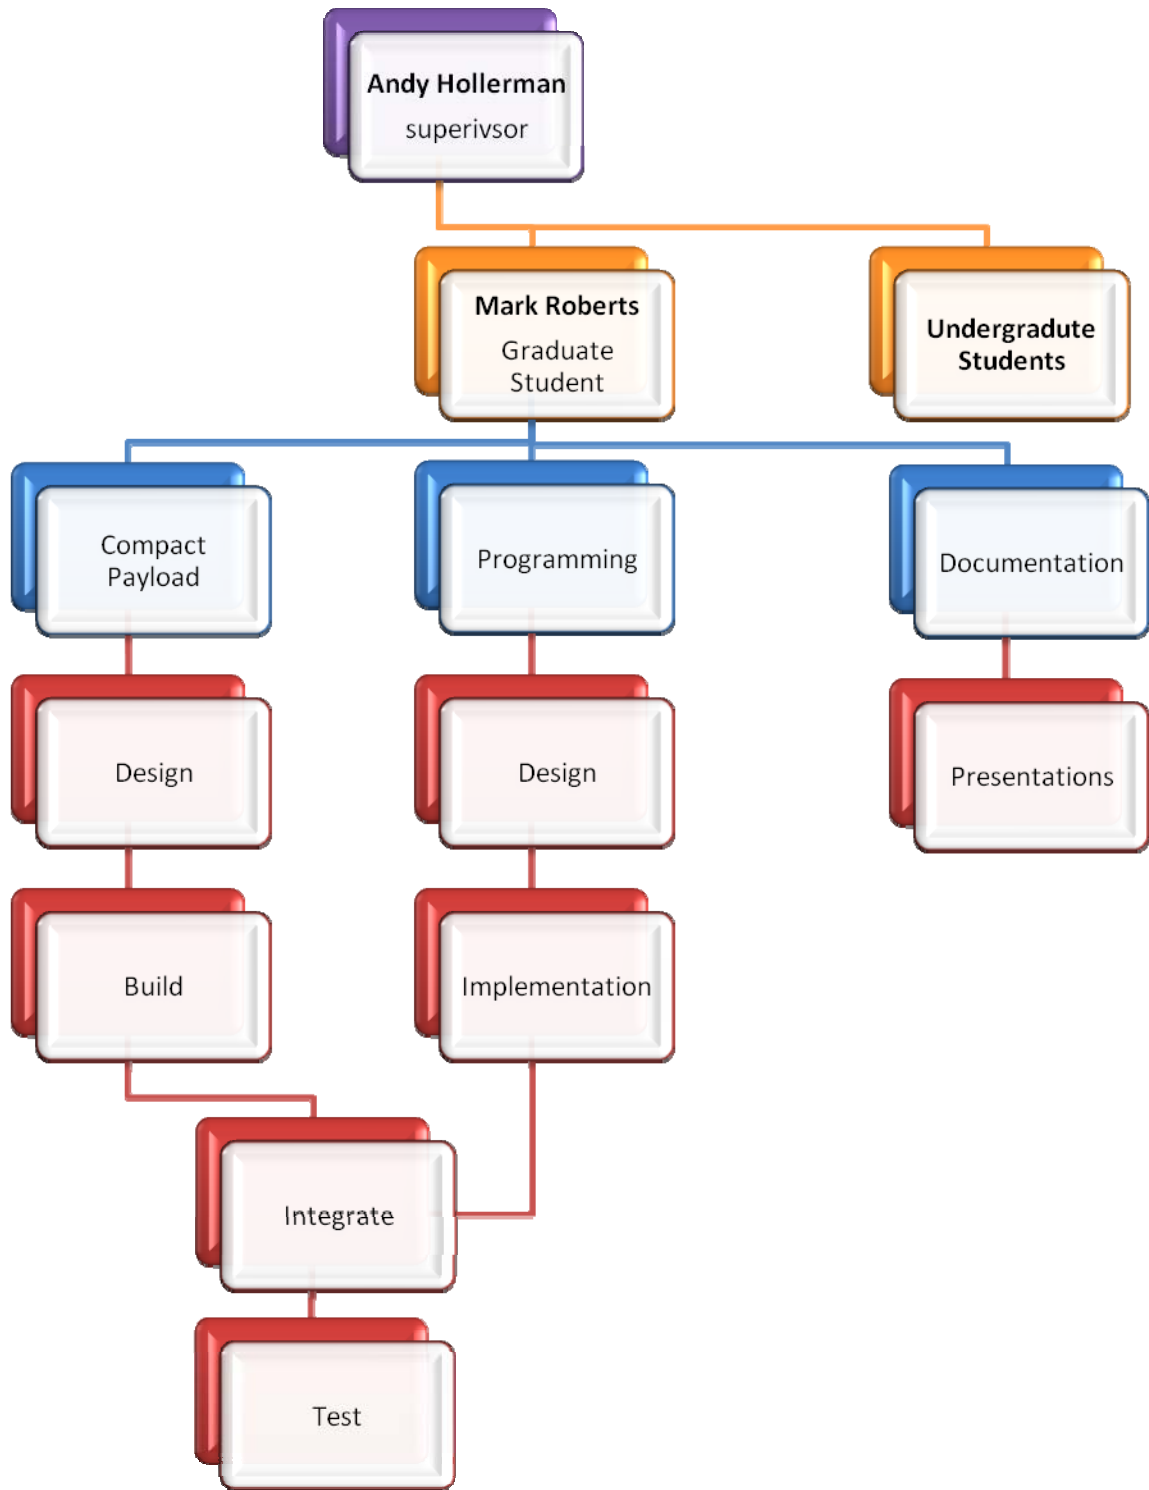 Andy Hollerman
superivsor
Mark Roberts
Graduate
Student
Undergradute
Students
Compact
Payload
Programming
Documentation
Design
Design
Presentations
Build
Implementation
Integrate
Test